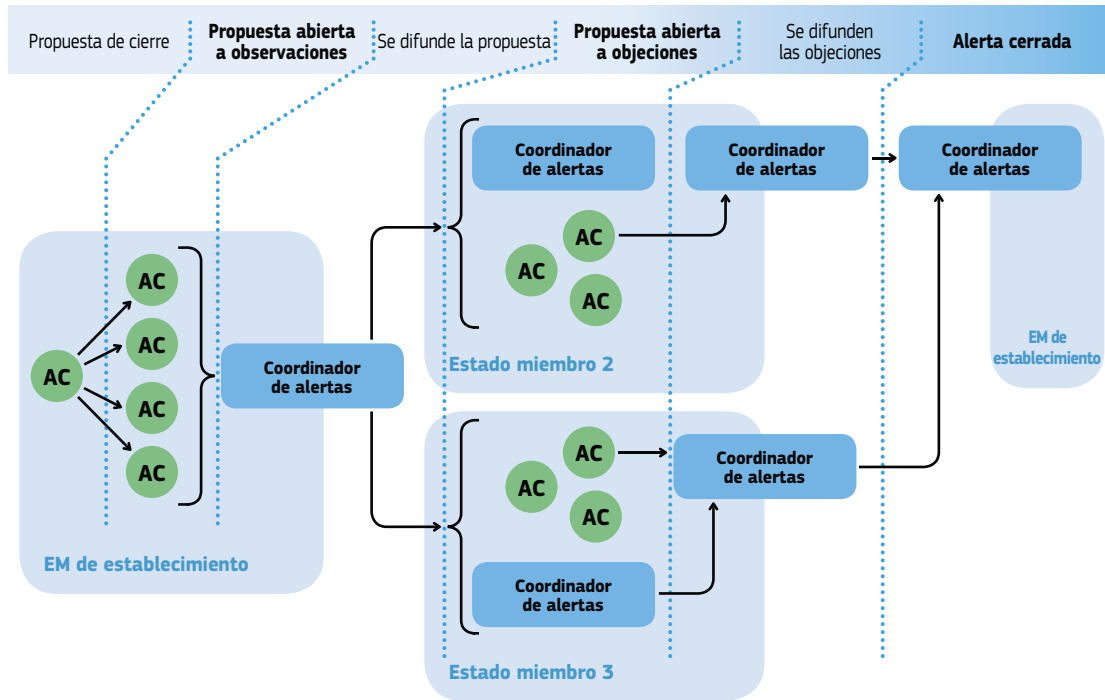 Propuesta de cierre
Propuesta abierta
a observaciones
Se difunde la propuesta
Propuesta abierta
a objeciones
Se difunden
las objeciones
Alerta cerrada
AC
AC
AC
AC
AC
Coordinador
de alertas
EM de establecimiento
Coordinador
de alertas
AC
AC
AC
Estado miembro 2
Coordinador
de alertas
Coordinador
de alertas
EM de
establecimiento
AC
AC
AC
Coordinador
de alertas
Coordinador
de alertas
Estado miembro 3